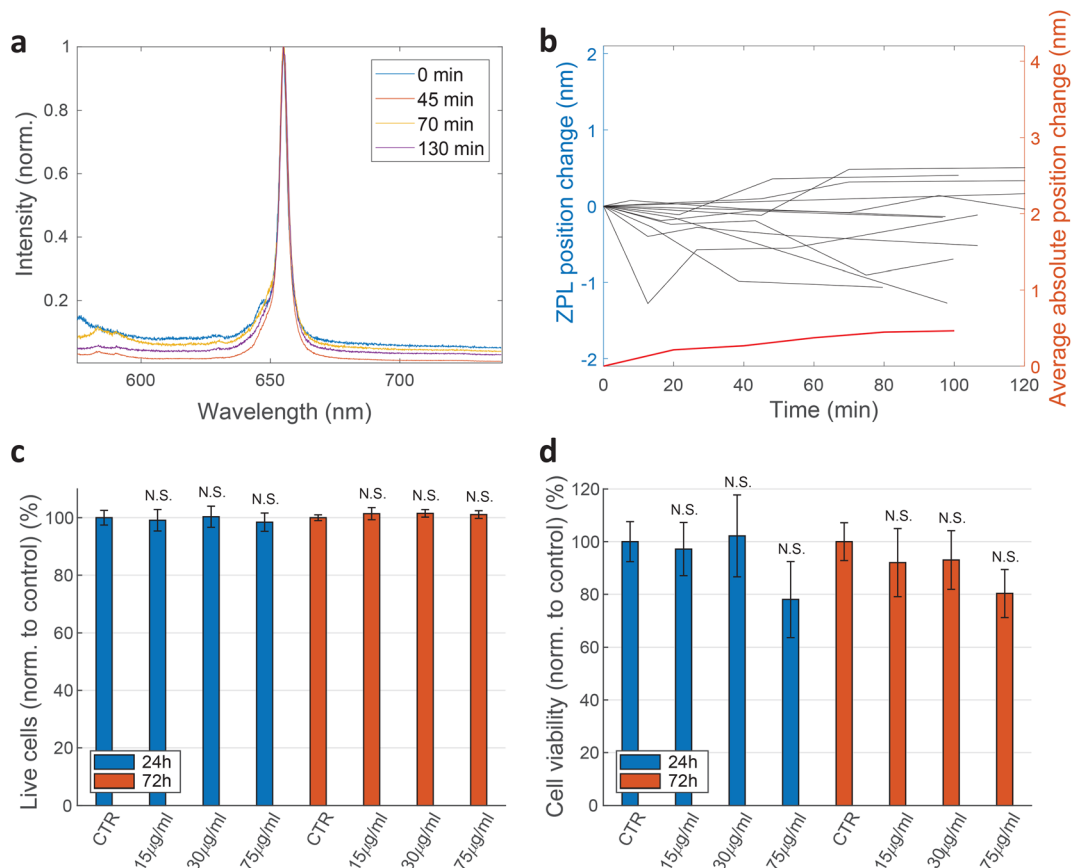 a
Intensity (norm.)
1
0.8
0.6
0.4
0.2
600
650
700
Wavelength (nm)
0 min
45 min
70 min
130 min
b
ZPL position change (nm)
2
1
0
-1
-2
0
20
40
60
80
100
120
Time (min)
4
3
2
1
0
Average absolute position change (nm)
c
Live cells (norm. to control) (%)
100
80
60
40
20
0
N.S.
N.S.
N.S.
N.S.
N.S.
N.S.
24h
72h
CTR
15µg/ml
30µg/ml
75µg/ml
CTR
15µg/ml
30µg/ml
75µg/ml
d
Cell viability (norm. to control) (%)
120
100
80
60
40
20
0
N.S.
N.S.
N.S.
N.S.
N.S.
N.S.
24h
72h
CTR
15µg/ml
30µg/ml
75µg/ml
CTR
15µg/ml
30µg/ml
75µg/ml